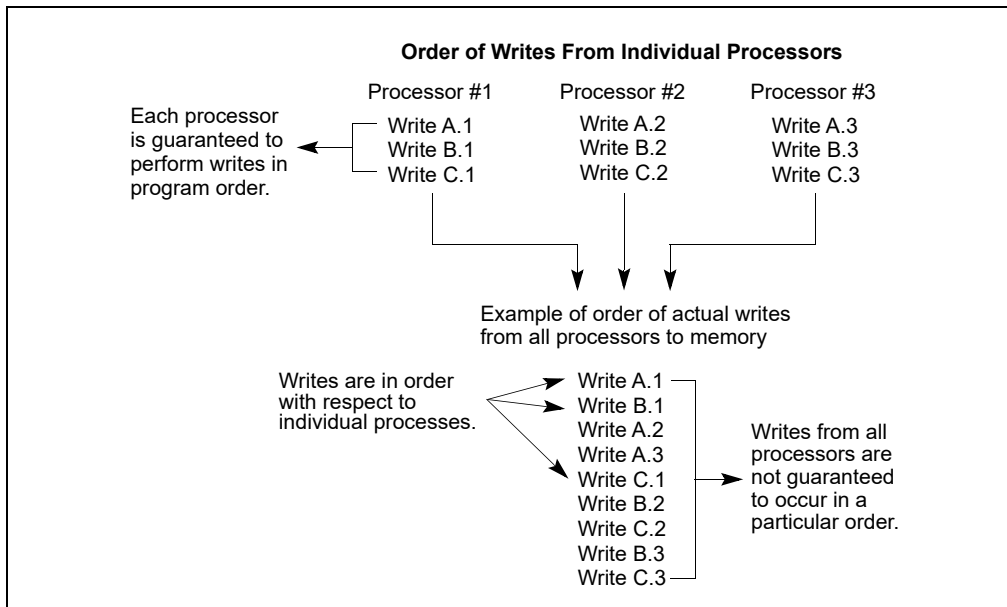 Order of Writes From Individual Processors
Processor #1
Processor #2
Processor #3
Each processor
is guaranteed to
perform writes in
program order.
Write A.1
Write B.1
Write C.1
Write A.2
Write B.2
Write C.2
Write A.3
Write B.3
Write C.3
Example of order of actual writes
from all processors to memory
Writes are in order
with respect to
individual processes.
Write A.1
Write B.1
Write A.2
Write A.3
Write C.1
Write B.2
Write C.2
Write B.3
Write C.3
Writes from all
processors are
not guaranteed
to occur in a
particular order.